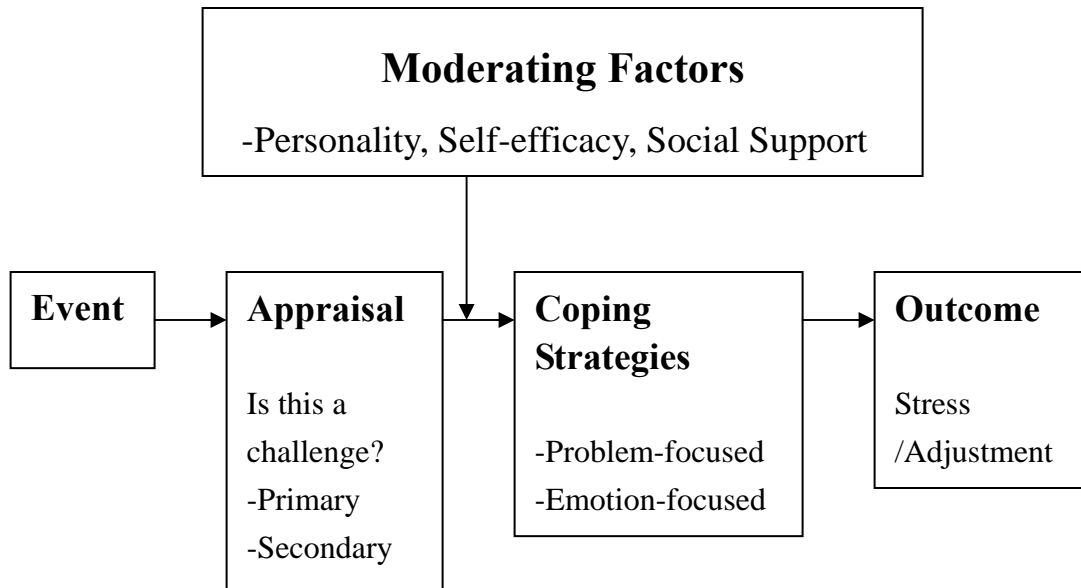 Moderating Factors
-Personality, Self-efficacy, Social Support
Event
Appraisal
Is this a
challenge?
-Primary
-Secondary
Coping
Strategies
-Problem-focused
-Emotion-focused
Outcome
Stress
/Adjustment